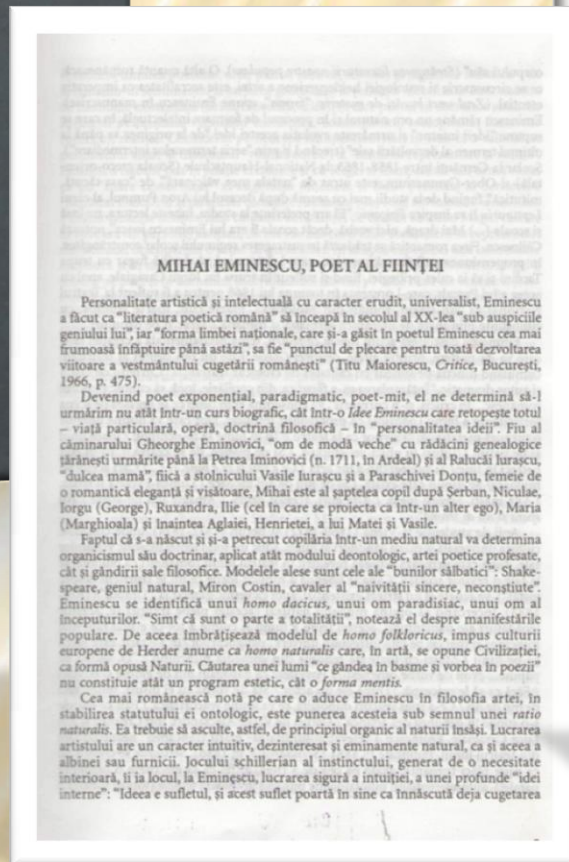 MIHAI EMINESCU, POET AL FIINȚEI
Personalitate artistică și intelectuală cu caracter erudit, universalist, Eminescu
a făcut ca "literatura poetică română" să înceapă în secolul al XX-lea "sub auspiciile
geniului lui", iar "forma limbei naționale, care și-a găsit în poetul Eminescu cea mai
frumoasă înfăptuire până astăzi", sa fie "punctul de plecare pentru toată dezvoltarea
viitoare a vestmântului cugetării românești" (Titu Maiorescu, Critice, București,
1966, p. 475).
Devenind poet exponențial, paradigmatic, poet-mit, el ne determină să-l
urmărim nu atât într-un curs biografic, cât într-o Idee Eminescu care retopește totul
– viață particulară, operă, doctrină filosofică – în "personalitatea ideii". Fiu al
căminarului Gheorghe Eminovici, "om de modă veche" cu rădăcini genealogice
țărănești urmărite până la Petrea Iminovici (n. 1711, în Ardeal) și al Ralucăi Iurașcu,
"dulcea mamă", fiică a stolnicului Vasile Iurașcu și a Paraschivei Donțu, femeie de
o romantică eleganță și visătoare, Mihai este al șaptelea copil după Șerban, Niculae,
Iorgu (George), Ruxandra, Ilie (cel în care se proiecta ca într-un alter ego), Maria
(Marghioala) și înaintea Aglaiei, Henrietei, a lui Matei și Vasile.
Faptul că s-a născut și și-a petrecut copilăria într-un mediu natural va determina
organicismul său doctrinar, aplicat atât modului deontologic, artei poetice profesate,
cât și gândirii sale filosofice. Modelele alese sunt cele ale "bunilor sălbatici": Shake-
speare, geniul natural, Miron Costin, cavaler al "naivității sincere, neconștiute".
Eminescu se identifică unui homo dacicus, unui om paradisiac, unui om al
începuturilor. "Simt că sunt o parte a totalității", notează el despre manifestările
populare. De aceea îmbrățișează modelul de homo folkloricus, impus culturii
europene de Herder anume ca homo naturalis care, în artă, se opune Civilizației,
ca formă opusă Naturii. Căutarea unei lumi "ce gândea în basme și vorbea în poezii"
nu constituie atât un program estetic, cât o forma mentis.
Cea mai românească notă pe care o aduce Eminescu în filosofia artei, în
stabilirea statutului ei ontologic, este punerea acesteia sub semnul unei ratio
naturalis. Ea trebuie să asculte, astfel, de principiul organic al naturii însăși. Lucrarea
artistului are un caracter intuitiv, dezinteresat și eminamente natural, ca și aceea a
albinei sau furnicii. Jocului schillerian al instinctului, generat de o necesitate
interioară, îi ia locul, la Eminescu, lucrarea sigură a intuiției, a unei profunde "idei
interne": "Ideea e sufletul, și acest suflet poartă în sine ca înnăscută deja cugetarea